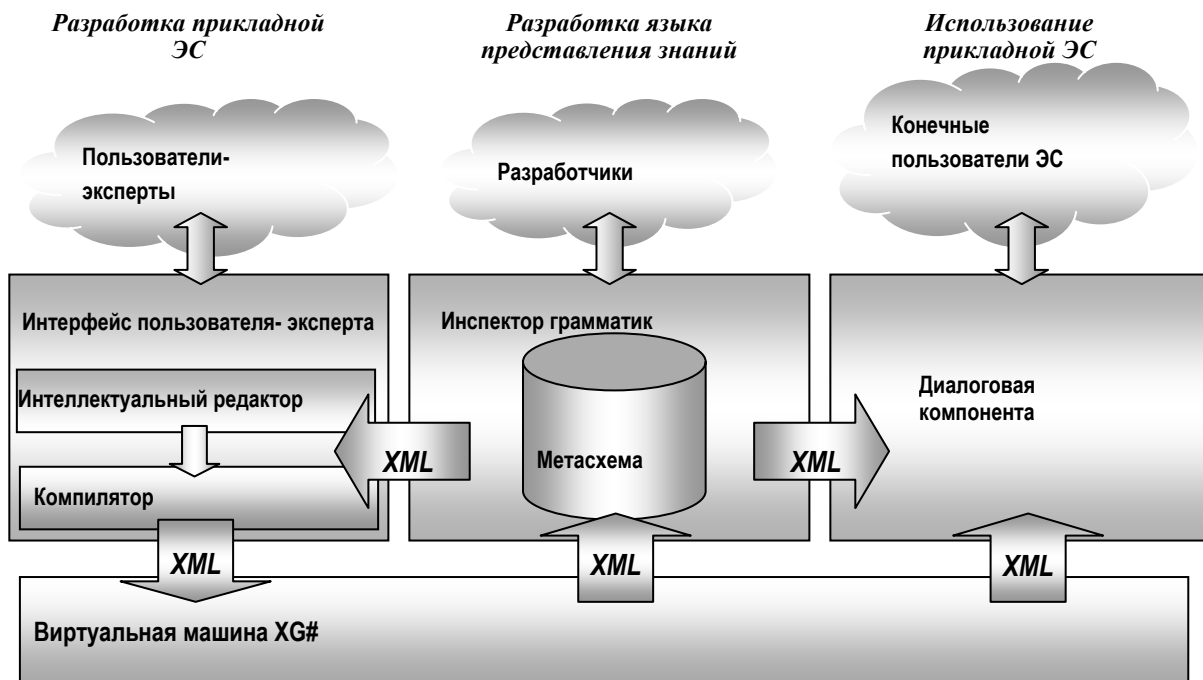 Разработка прикладной
ЭС
Разработка языка
представления знаний
Использование
прикладной ЭС
Пользователи-
эксперты
Разработчики
Конечные
пользователи ЭС
Интерфейс пользователя- эксперта
Интеллектуальный редактор
Компилятор
XML
Инспектор грамматик
Метасхема
XML
Диалоговая
компонента
XML
XML
XML
Виртуальная машина XG#